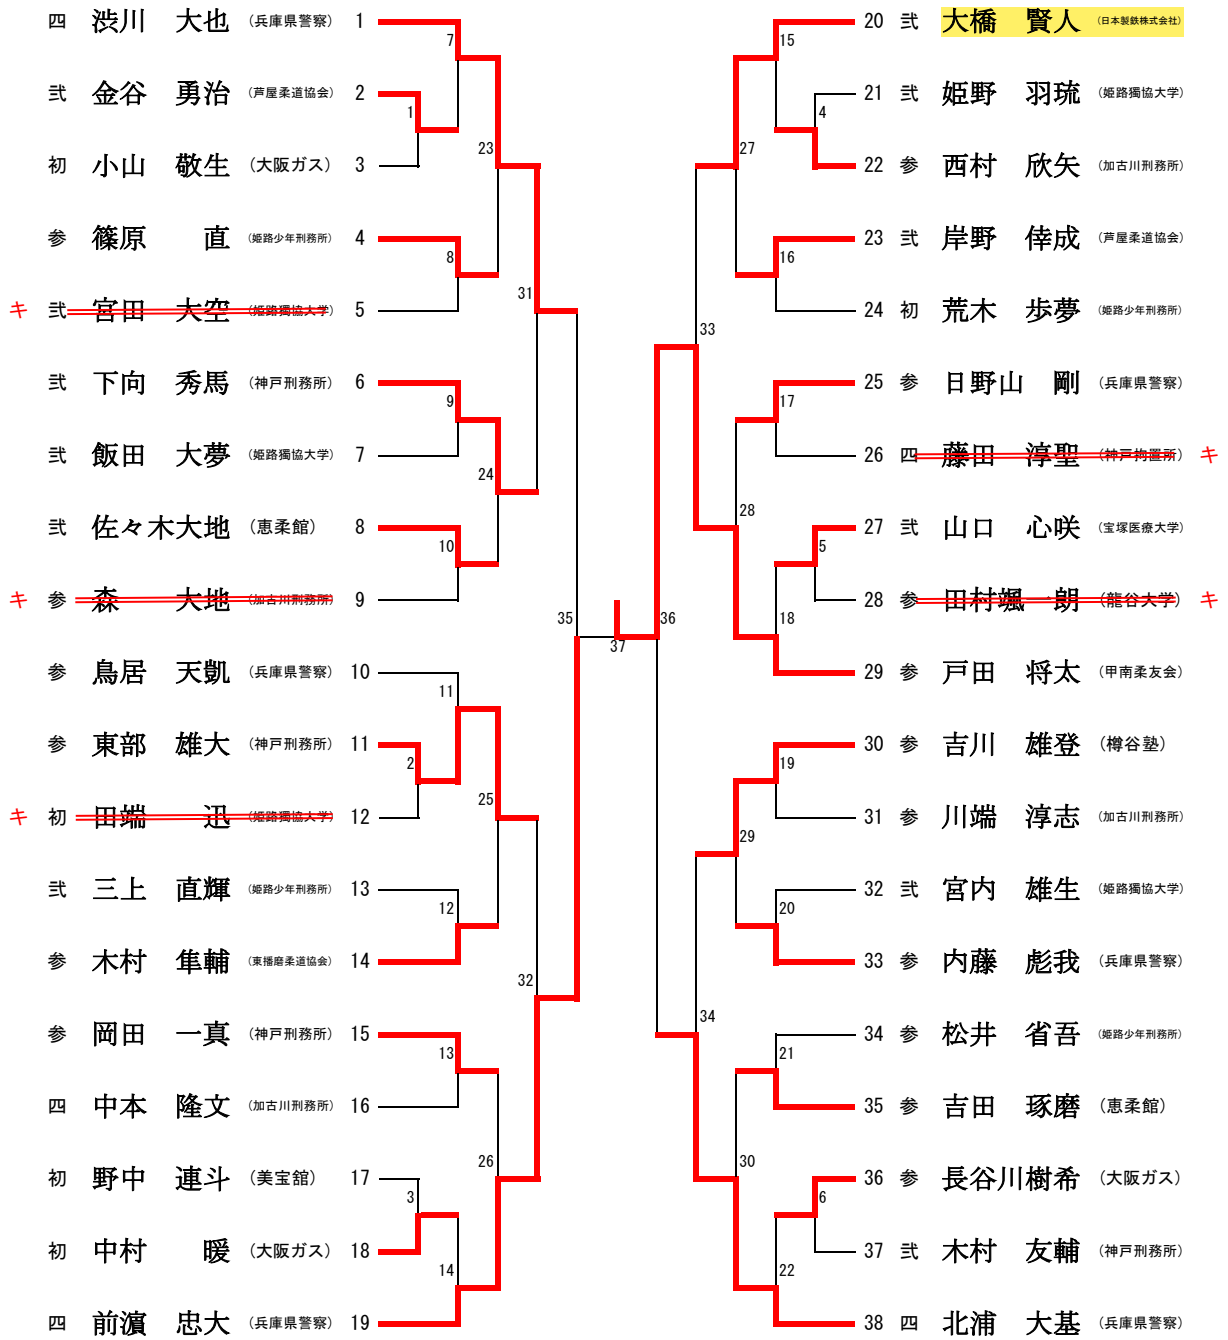 四 渋川 大也 (兵庫県警察) 1
弐 金谷 勇治 (芦屋柔道協会) 2
初 小山 敬生 (大阪ガス) 3
参 篠原 直 (姫路少年刑務所) 4
キ 弐 宮田 大空 (姫路獨協大学) 5
弐 下向 秀馬 (神戸刑務所) 6
弐 飯田 大夢 (姫路獨協大学) 7
弐 佐々木大地 (恵柔館) 8
キ 参 森 大地 (加古川刑務所) 9
参 鳥居 天凱 (兵庫県警察) 10
参 東部 雄大 (神戸刑務所) 11
キ 初 田端 迅 (姫路獨協大学) 12
弐 三上 直輝 (姫路少年刑務所) 13
参 木村 隼輔 (東播磨柔道協会) 14
参 岡田 一真 (神戸刑務所) 15
四 中本 隆文 (加古川刑務所) 16
初 野中 連斗 (美宝舘) 17
初 中村 暖 (大阪ガス) 18
四 前濵 忠大 (兵庫県警察) 19
7
1
23
8
31
9
24
10
35
11
2
25
12
32
13
26
3
14
37
36
15
4
27
16
33
17
28
5
18
19
29
20
34
21
30
6
22
20 弐 大橋 賢人 (日本製鉄株式会社)
21 弐 姫野 羽琉 (姫路獨協大学)
22 参 西村 欣矢 (加古川刑務所)
23 弐 岸野 倖成 (芦屋柔道協会)
24 初 荒木 歩夢 (姫路少年刑務所)
25 参 日野山 剛 (兵庫県警察)
26 四 藤田 淳聖 (神戸拘置所) キ
27 弐 山口 心咲 (宝塚医療大学)
28 参 田村颯一朗 (龍谷大学) キ
29 参 戸田 将太 (甲南柔友会)
30 参 吉川 雄登 (樽谷塾)
31 参 川端 淳志 (加古川刑務所)
32 弐 宮内 雄生 (姫路獨協大学)
33 参 内藤 彪我 (兵庫県警察)
34 参 松井 省吾 (姫路少年刑務所)
35 参 吉田 琢磨 (恵柔館)
36 参 長谷川樹希 (大阪ガス)
37 弐 木村 友輔 (神戸刑務所)
38 四 北浦 大基 (兵庫県警察)